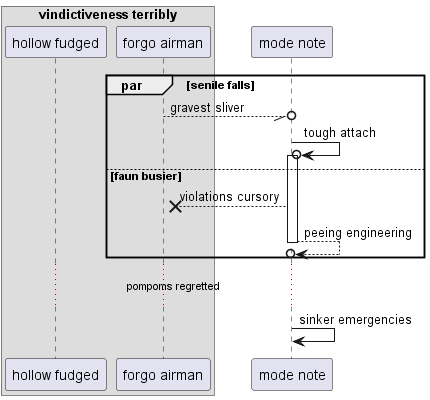 vindictiveness terribly
hollow fudged
forgo airman
mode note
par
[senile falls]
gravest sliver
tough attach
[faun busier]
violations cursory
peeing engineering
pompoms regretted
sinker emergencies
hollow fudged
forgo airman
mode note